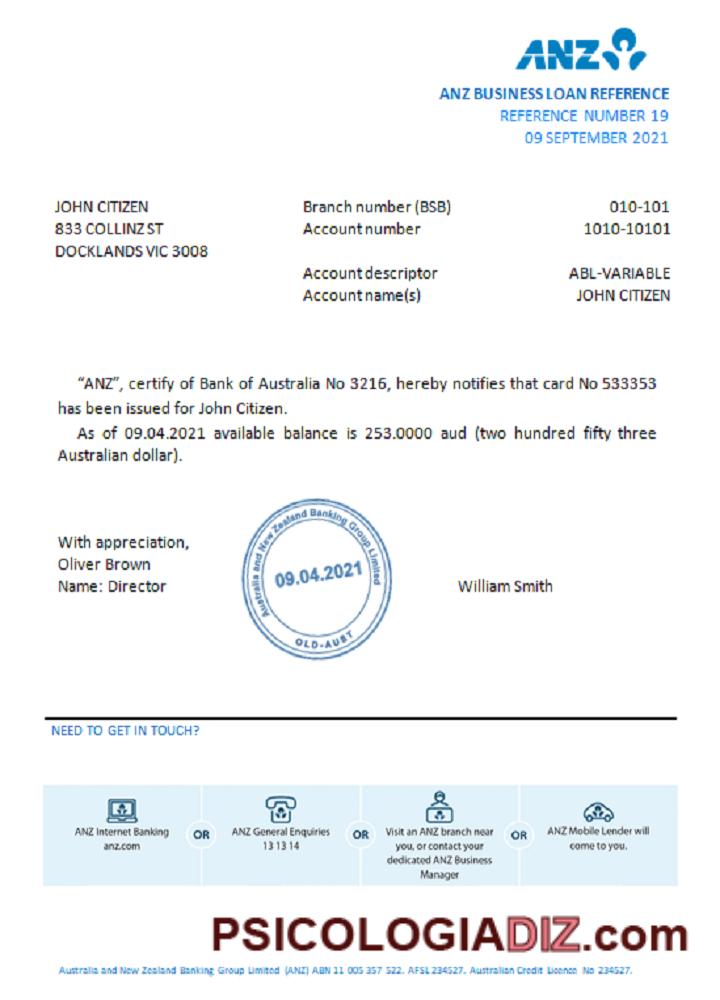 ANZ
ANZ BUSINESS LOAN REFERENCE
REFERENCE NUMBER 19
09 SEPTEMBER 2021
JOHN CITIZEN
833 COLLINZ ST
DOCKLANDS VIC 3008
Branch number (BSB) 010-101
Account number 1010-10101
Account descriptor ABL-VARIABLE
Account name(s) JOHN CITIZEN
“ANZ”, certify of Bank of Australia No 3216, hereby notifies that card No 533353
has been issued for John Citizen.
As of 09.04.2021 available balance is 253.0000 aud (two hundred fifty three
Australian dollar).
With appreciation,
Oliver Brown
Name: Director
Australia and New Zealand Banking Group Limited
09.04.2021
OLD-AUST
William Smith
NEED TO GET IN TOUCH?
ANZ Internet Banking
anz.com
OR
ANZ General Enquiries
13 13 14
OR
Visit an ANZ branch near
you, or contact your
dedicated ANZ Business
Manager
OR
ANZ Mobile Lender will
come to you.
PSICOLOGIADIZ.com
Australia and New Zealand Banking Group Limited (ANZ) ABN 11 005 357 522. AFSL 234527. Australian Credit Licence No 234527.